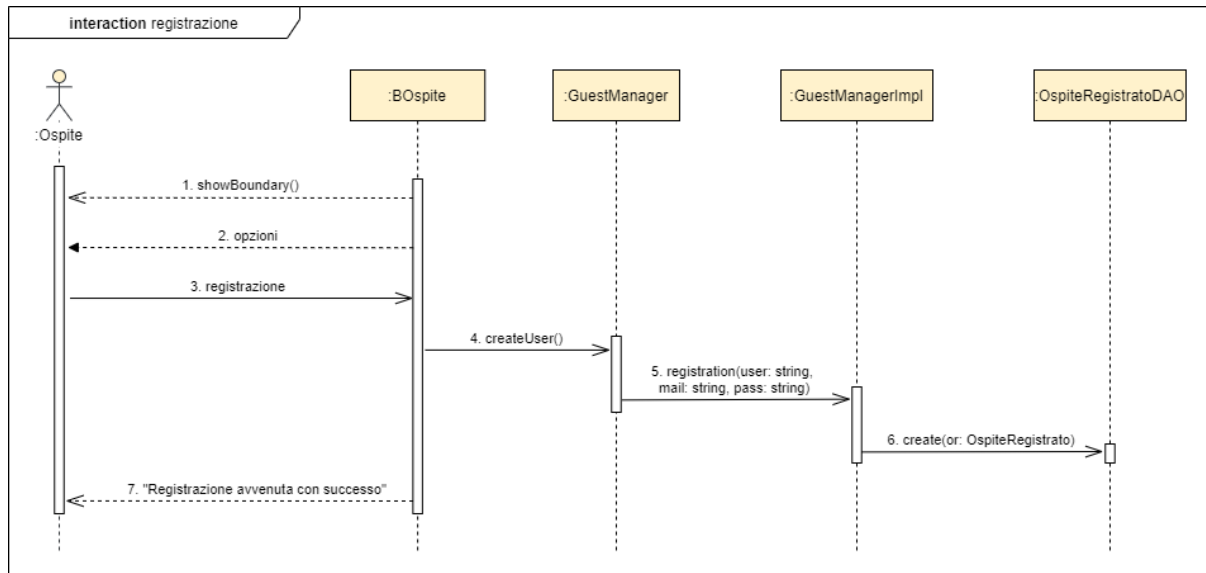 interaction registrazione
:Ospite
:BOspite
:GuestManager
:GuestManagerImpl
:OspiteRegistratoDAO
1. showBoundary()
2. opzioni
3. registrazione
4. createUser()
5. registration(user: string,
mail: string, pass: string)
6. create(or: OspiteRegistrato)
7. "Registrazione avvenuta con successo"